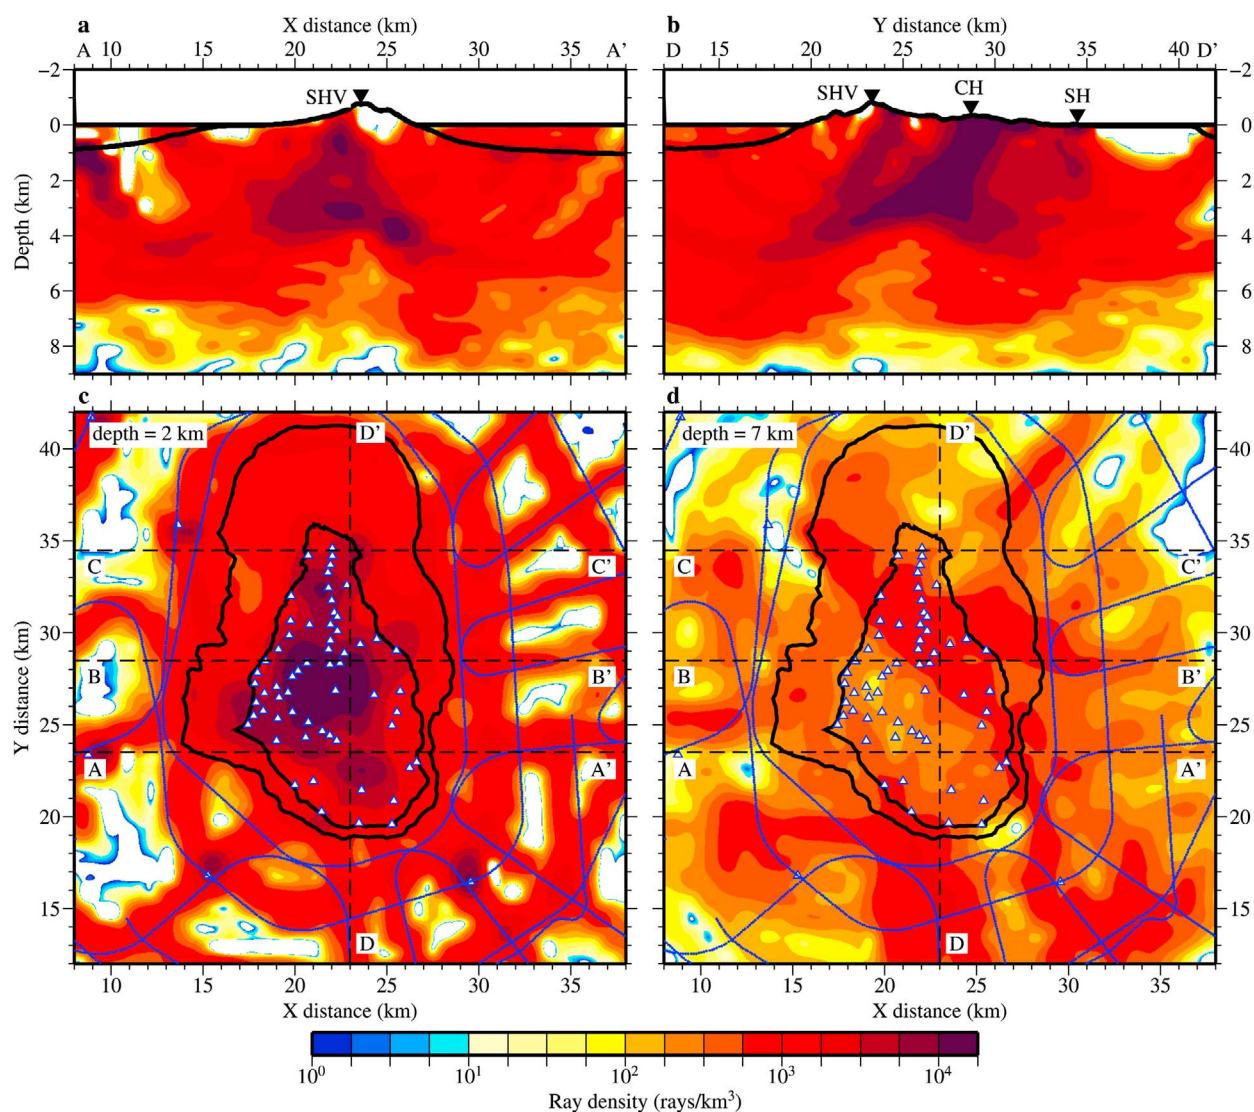 a X distance (km)
A 10 15 20 25 30 35 A’
b Y distance (km)
D 15 20 25 30 35 40 D’
SHV
SHV CH SH
Depth (km)
−2
0
2
4
6
8
−2
0
2
4
6
8
Depth (km)
c
depth = 2 km
D’
C C’
B B’
A A’
D
d
depth = 7 km
D’
C C’
B B’
A A’
D
Y distance (km)
40
35
30
25
20
15
40
35
30
25
20
15
Y distance (km)
10 15 20 25 30 35
X distance (km)
10 15 20 25 30 35
X distance (km)
10⁰ 10¹ 10² 10³ 10⁴
Ray density (rays/km³)